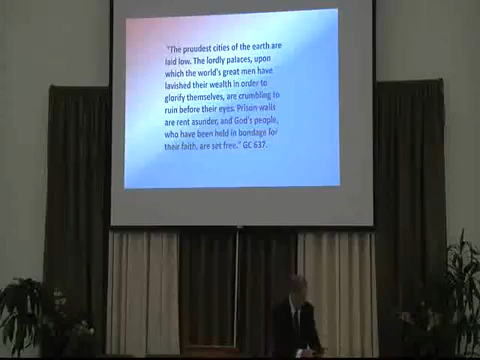 "The proudest cities of the earth are
laid low. The lordly palaces, upon
which the world's great men have
lavished their wealth in order to
glorify themselves, are crumbling to
ruin before their eyes. Prison walls
are rent asunder, and God's people,
who have been held in bondage for
their faith, are set free." GC 637.